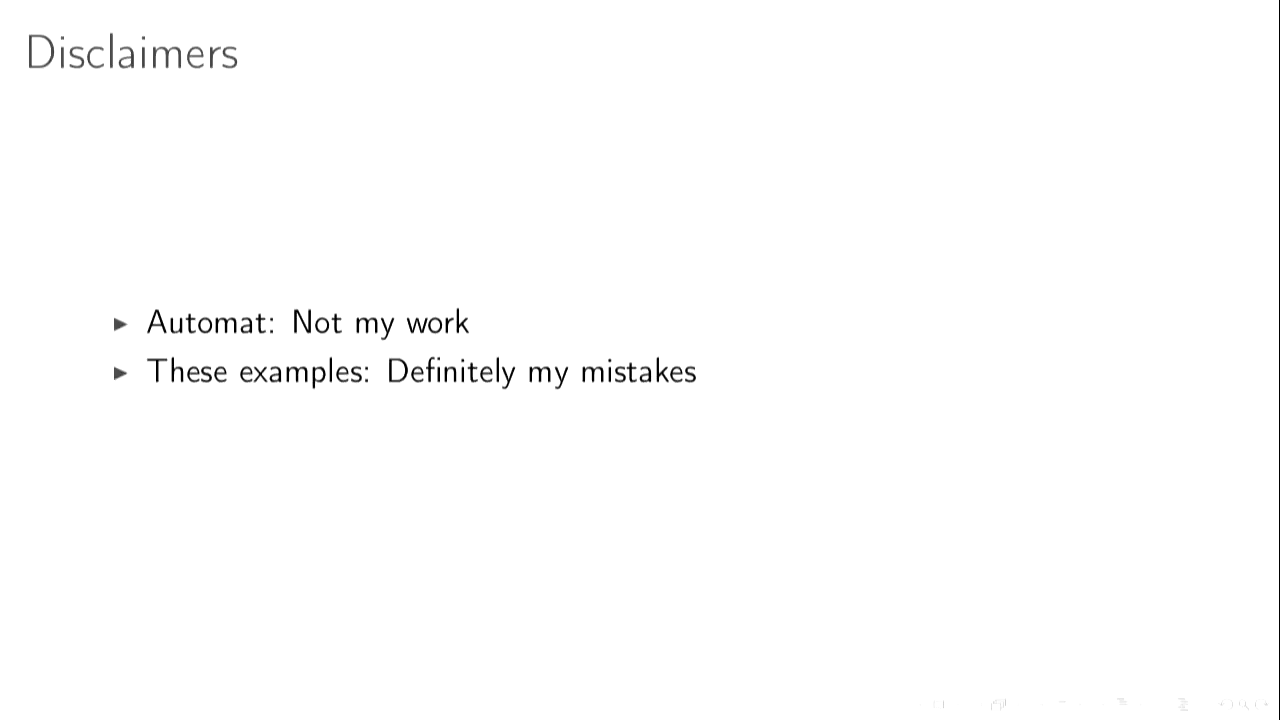 Disclaimers
▶ Automat: Not my work
▶ These examples: Definitely my mistakes